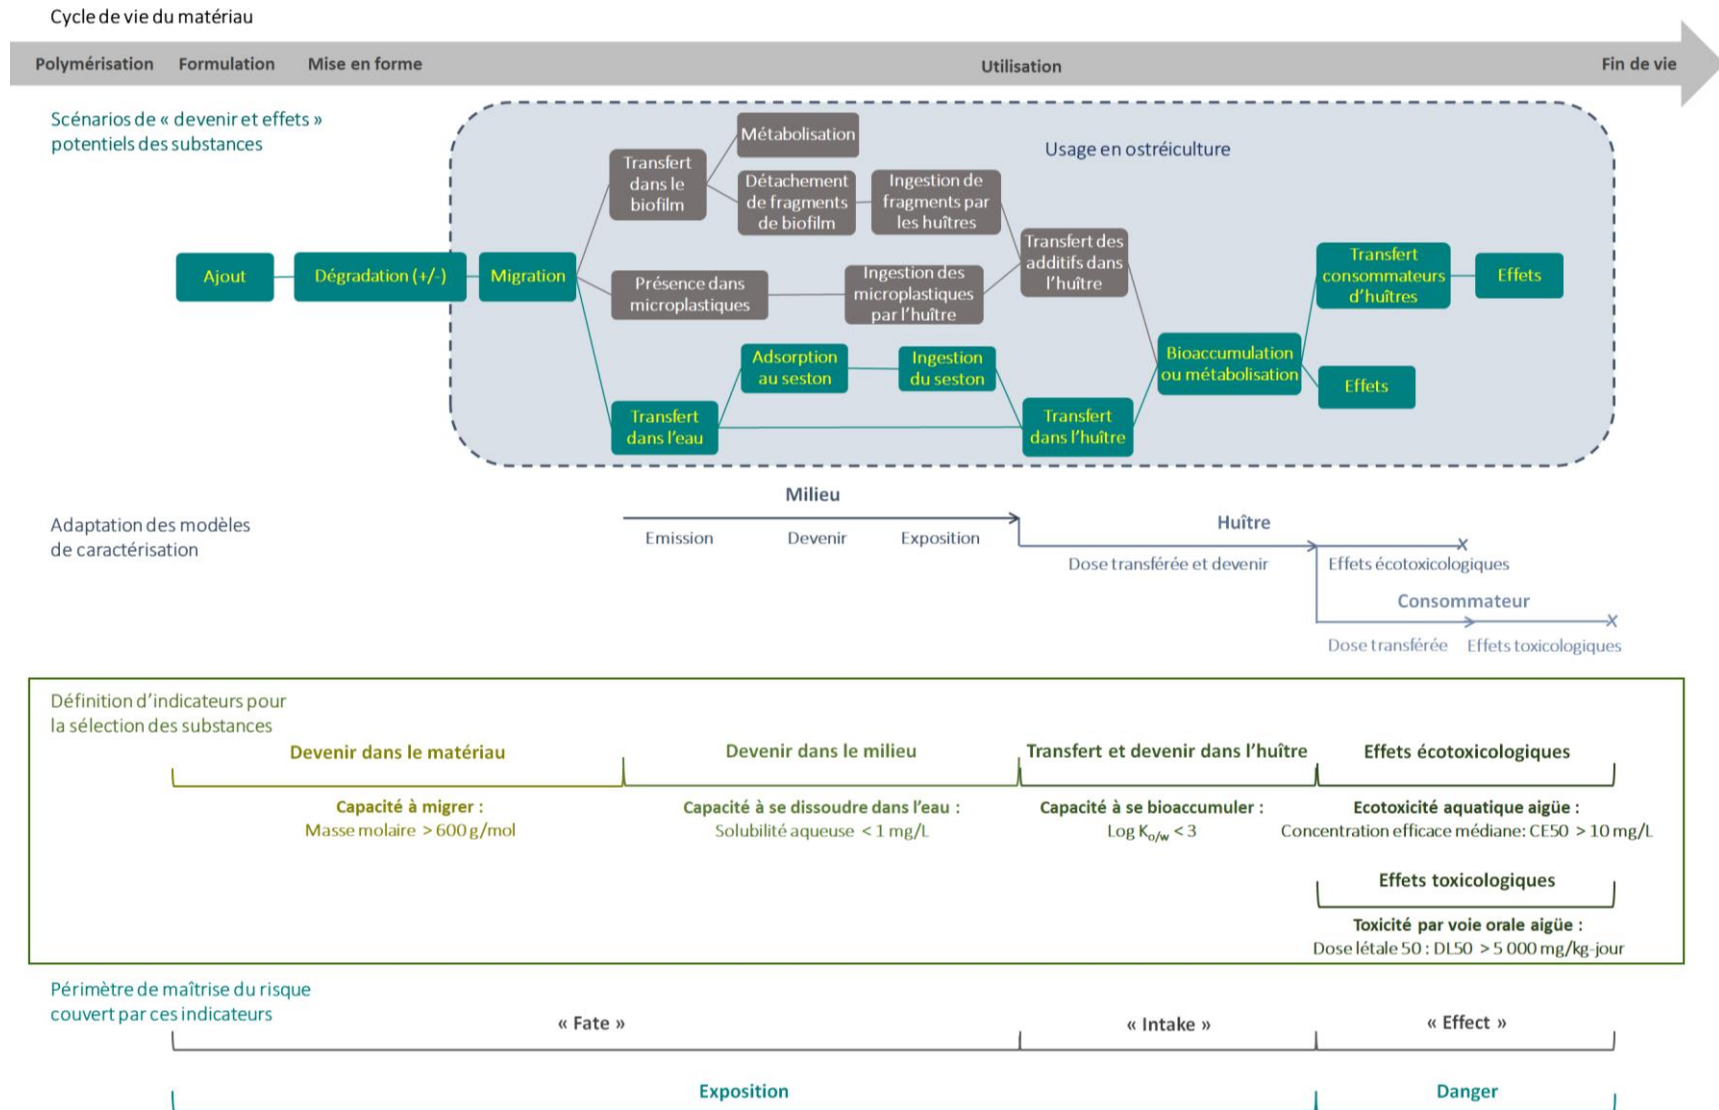 Cycle de vie du matériau
Polymérisation Formulation Mise en forme Utilisation Fin de vie
Scénarios de « devenir et effets »
potentiels des substances
Usage en ostréiculture
Métabolisation
Transfert
dans le
biofilm
Détachement
de fragments
de biofilm
Ingestion de
fragments par
les huîtres
Transfert des
additifs dans
l'huître
Ajout
Dégradation (+/-)
Migration
Présence dans
microplastiques
Ingestion des
microplastiques
par l'huître
Transfert
consommateurs
d'huîtres
Effets
Adsorption
au seston
Ingestion
du seston
Bioaccumulation
ou métabolisation
Effets
Transfert
dans l'eau
Transfert
dans l'huître
Adaptation des modèles
de caractérisation
Milieu
Emission Devenir Exposition
Huître
Dose transférée et devenir
Effets écotoxicologiques
Consommateur
Dose transférée Effets toxicologiques
Définition d'indicateurs pour
la sélection des substances
Devenir dans le matériau
Capacité à migrer :
Masse molaire > 600 g/mol
Devenir dans le milieu
Capacité à se dissoudre dans l'eau :
Solubilité aqueuse < 1 mg/L
Transfert et devenir dans l'huître
Capacité à se bioaccumuler :
Log Ko/w < 3
Effets écotoxicologiques
Ecotoxicité aquatique aigüe :
Concentration efficace médiane: CE50 > 10 mg/L
Effets toxicologiques
Toxicité par voie orale aigüe :
Dose létale 50 : DL50 > 5 000 mg/kg-jour
Périmètre de maîtrise du risque
couvert par ces indicateurs
« Fate » « Intake » « Effect »
Exposition Danger